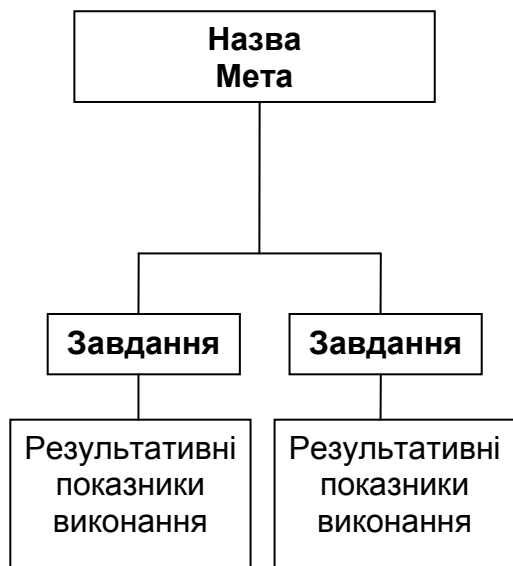 Назва
Мета
Завдання
Завдання
Результативні
показники
виконання
Результативні
показники
виконання